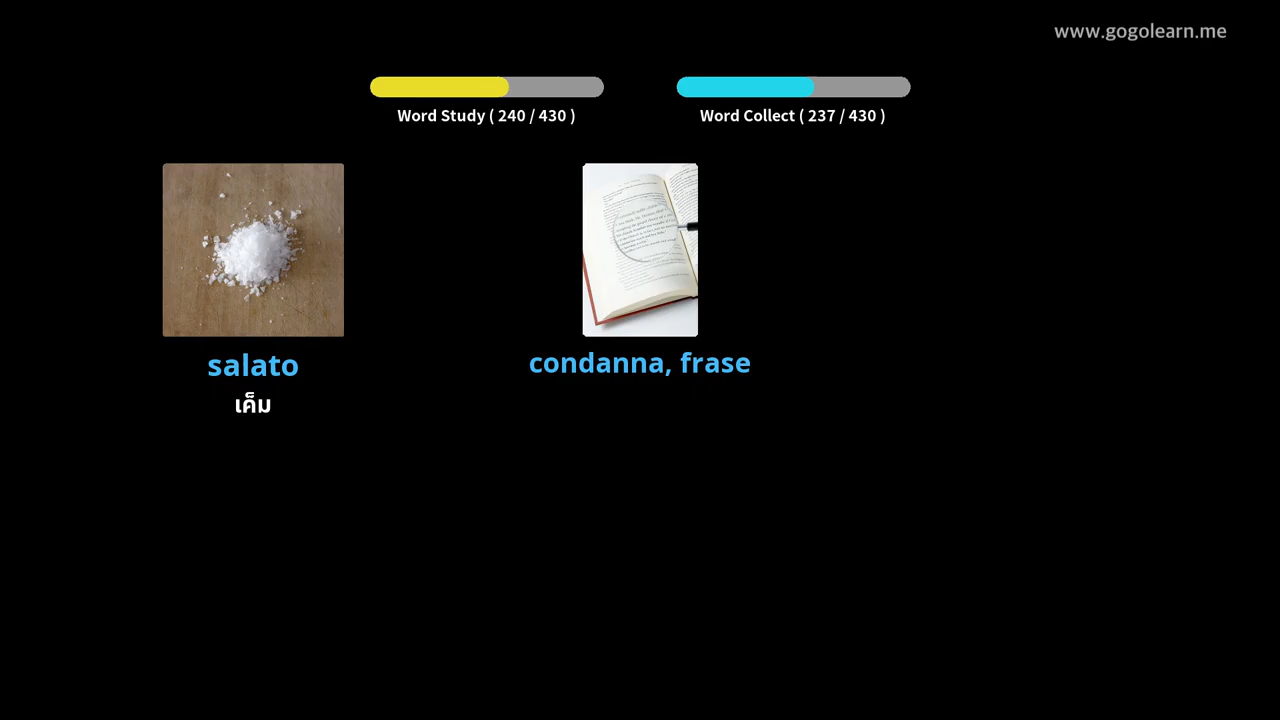 www.gogolearn.me
Word Study ( 240 / 430 )
Word Collect ( 237 / 430 )
salato
เค็ม
condanna, frase